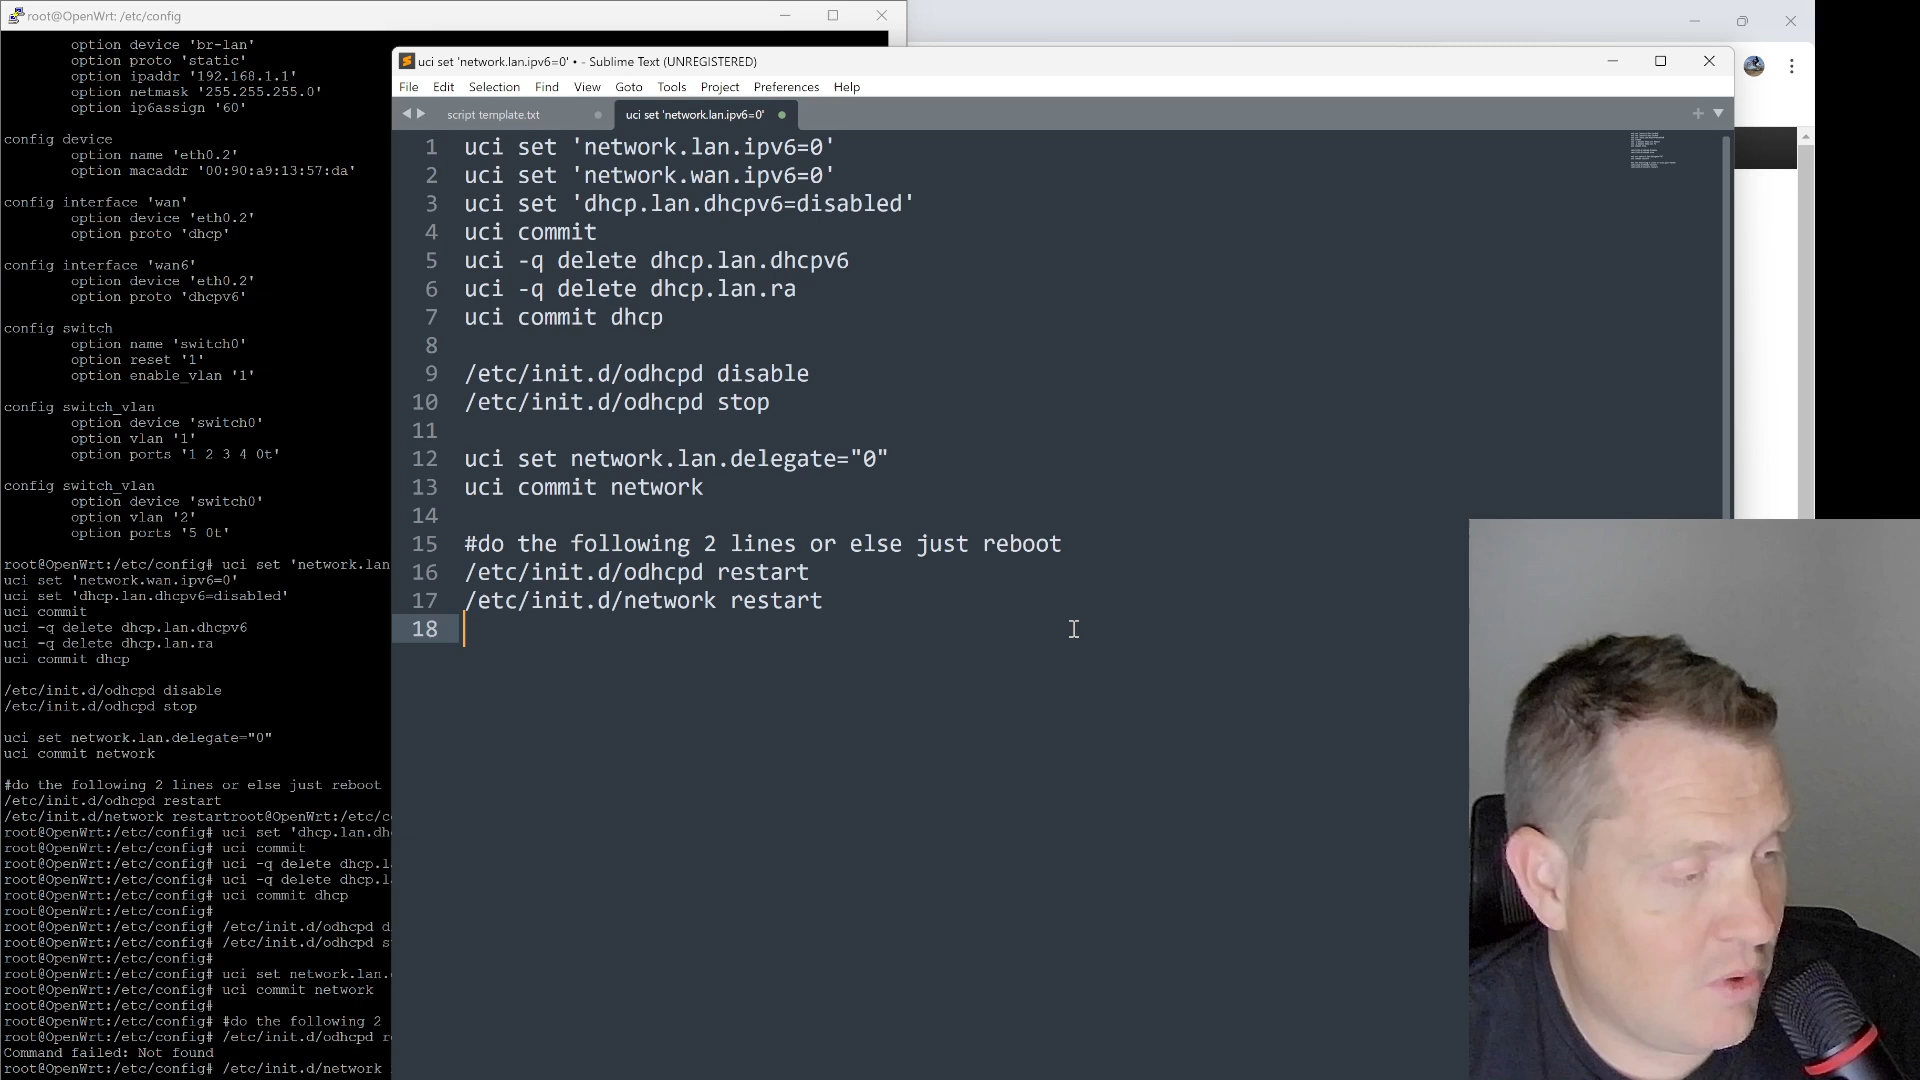 root@OpenWrt: /etc/config
option device 'br-lan'
option proto 'static'
option ipaddr '192.168.1.1'
option netmask '255.255.255.0'
option ip6assign '60'
config device
option name 'eth0.2'
option macaddr '00:90:a9:13:57:da'
config interface 'wan'
option device 'eth0.2'
option proto 'dhcp'
config interface 'wan6'
option device 'eth0.2'
option proto 'dhcpv6'
config switch
option name 'switch0'
option reset '1'
option enable_vlan '1'
config switch_vlan
option device 'switch0'
option vlan '1'
option ports '1 2 3 4 0t'
config switch_vlan
option device 'switch0'
option vlan '2'
option ports '5 0t'
root@OpenWrt:/etc/config# uci set 'network.lan
uci set 'network.wan.ipv6=0'
uci set 'dhcp.lan.dhcpv6=disabled'
uci commit
uci -q delete dhcp.lan.dhcpv6
uci -q delete dhcp.lan.ra
uci commit dhcp
/etc/init.d/odhcpd disable
/etc/init.d/odhcpd stop
uci set network.lan.delegate="0"
uci commit network
#do the following 2 lines or else just reboot
/etc/init.d/odhcpd restart
/etc/init.d/network restartroot@OpenWrt:/etc/c
root@OpenWrt:/etc/config# uci set 'dhcp.lan.dh
root@OpenWrt:/etc/config# uci commit
root@OpenWrt:/etc/config# uci -q delete dhcp.l
root@OpenWrt:/etc/config# uci -q delete dhcp.l
root@OpenWrt:/etc/config# uci commit dhcp
root@OpenWrt:/etc/config#
root@OpenWrt:/etc/config# /etc/init.d/odhcpd d
root@OpenWrt:/etc/config# /etc/init.d/odhcpd s
root@OpenWrt:/etc/config#
root@OpenWrt:/etc/config# uci set network.lan.
root@OpenWrt:/etc/config# uci commit network
root@OpenWrt:/etc/config#
root@OpenWrt:/etc/config# #do the following 2
root@OpenWrt:/etc/config# /etc/init.d/odhcpd r
Command failed: Not found
root@OpenWrt:/etc/config# /etc/init.d/network
uci set 'network.lan.ipv6=0' • - Sublime Text (UNREGISTERED)
File Edit Selection Find View Goto Tools Project Preferences Help
script template.txt
uci set 'network.lan.ipv6=0'
1 uci set 'network.lan.ipv6=0'
2 uci set 'network.wan.ipv6=0'
3 uci set 'dhcp.lan.dhcpv6=disabled'
4 uci commit
5 uci -q delete dhcp.lan.dhcpv6
6 uci -q delete dhcp.lan.ra
7 uci commit dhcp
8
9 /etc/init.d/odhcpd disable
10 /etc/init.d/odhcpd stop
11
12 uci set network.lan.delegate="0"
13 uci commit network
14
15 #do the following 2 lines or else just reboot
16 /etc/init.d/odhcpd restart
17 /etc/init.d/network restart
18